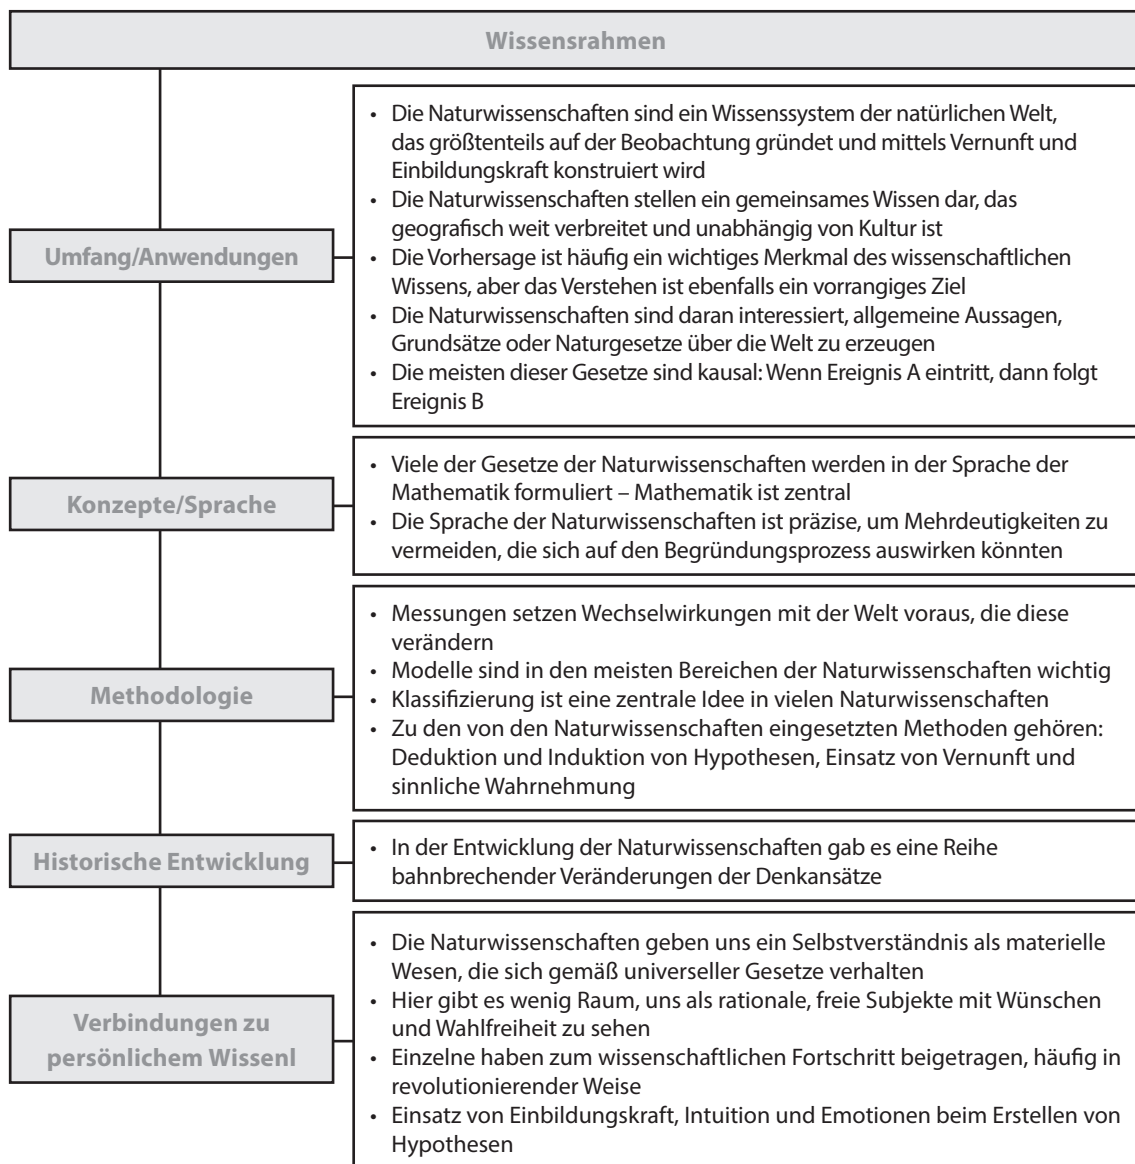 Wissensrahmen
Umfang/Anwendungen
• Die Naturwissenschaften sind ein Wissenssystem der natürlichen Welt,
das größtenteils auf der Beobachtung gründet und mittels Vernunft und
Einbildungskraft konstruiert wird
• Die Naturwissenschaften stellen ein gemeinsames Wissen dar, das
geografisch weit verbreitet und unabhängig von Kultur ist
• Die Vorhersage ist häufig ein wichtiges Merkmal des wissenschaftlichen
Wissens, aber das Verstehen ist ebenfalls ein vorrangiges Ziel
• Die Naturwissenschaften sind daran interessiert, allgemeine Aussagen,
Grundsätze oder Naturgesetze über die Welt zu erzeugen
• Die meisten dieser Gesetze sind kausal: Wenn Ereignis A eintritt, dann folgt
Ereignis B
Konzepte/Sprache
• Viele der Gesetze der Naturwissenschaften werden in der Sprache der
Mathematik formuliert – Mathematik ist zentral
• Die Sprache der Naturwissenschaften ist präzise, um Mehrdeutigkeiten zu
vermeiden, die sich auf den Begründungsprozess auswirken könnten
Methodologie
• Messungen setzen Wechselwirkungen mit der Welt voraus, die diese
verändern
• Modelle sind in den meisten Bereichen der Naturwissenschaften wichtig
• Klassifizierung ist eine zentrale Idee in vielen Naturwissenschaften
• Zu den von den Naturwissenschaften eingesetzten Methoden gehören:
Deduktion und Induktion von Hypothesen, Einsatz von Vernunft und
sinnliche Wahrnehmung
Historische Entwicklung
• In der Entwicklung der Naturwissenschaften gab es eine Reihe
bahnbrechender Veränderungen der Denkansätze
Verbindungen zu
persönlichem Wissenl
• Die Naturwissenschaften geben uns ein Selbstverständnis als materielle
Wesen, die sich gemäß universeller Gesetze verhalten
• Hier gibt es wenig Raum, uns als rationale, freie Subjekte mit Wünschen
und Wahlfreiheit zu sehen
• Einzelne haben zum wissenschaftlichen Fortschritt beigetragen, häufig in
revolutionierender Weise
• Einsatz von Einbildungskraft, Intuition und Emotionen beim Erstellen von
Hypothesen